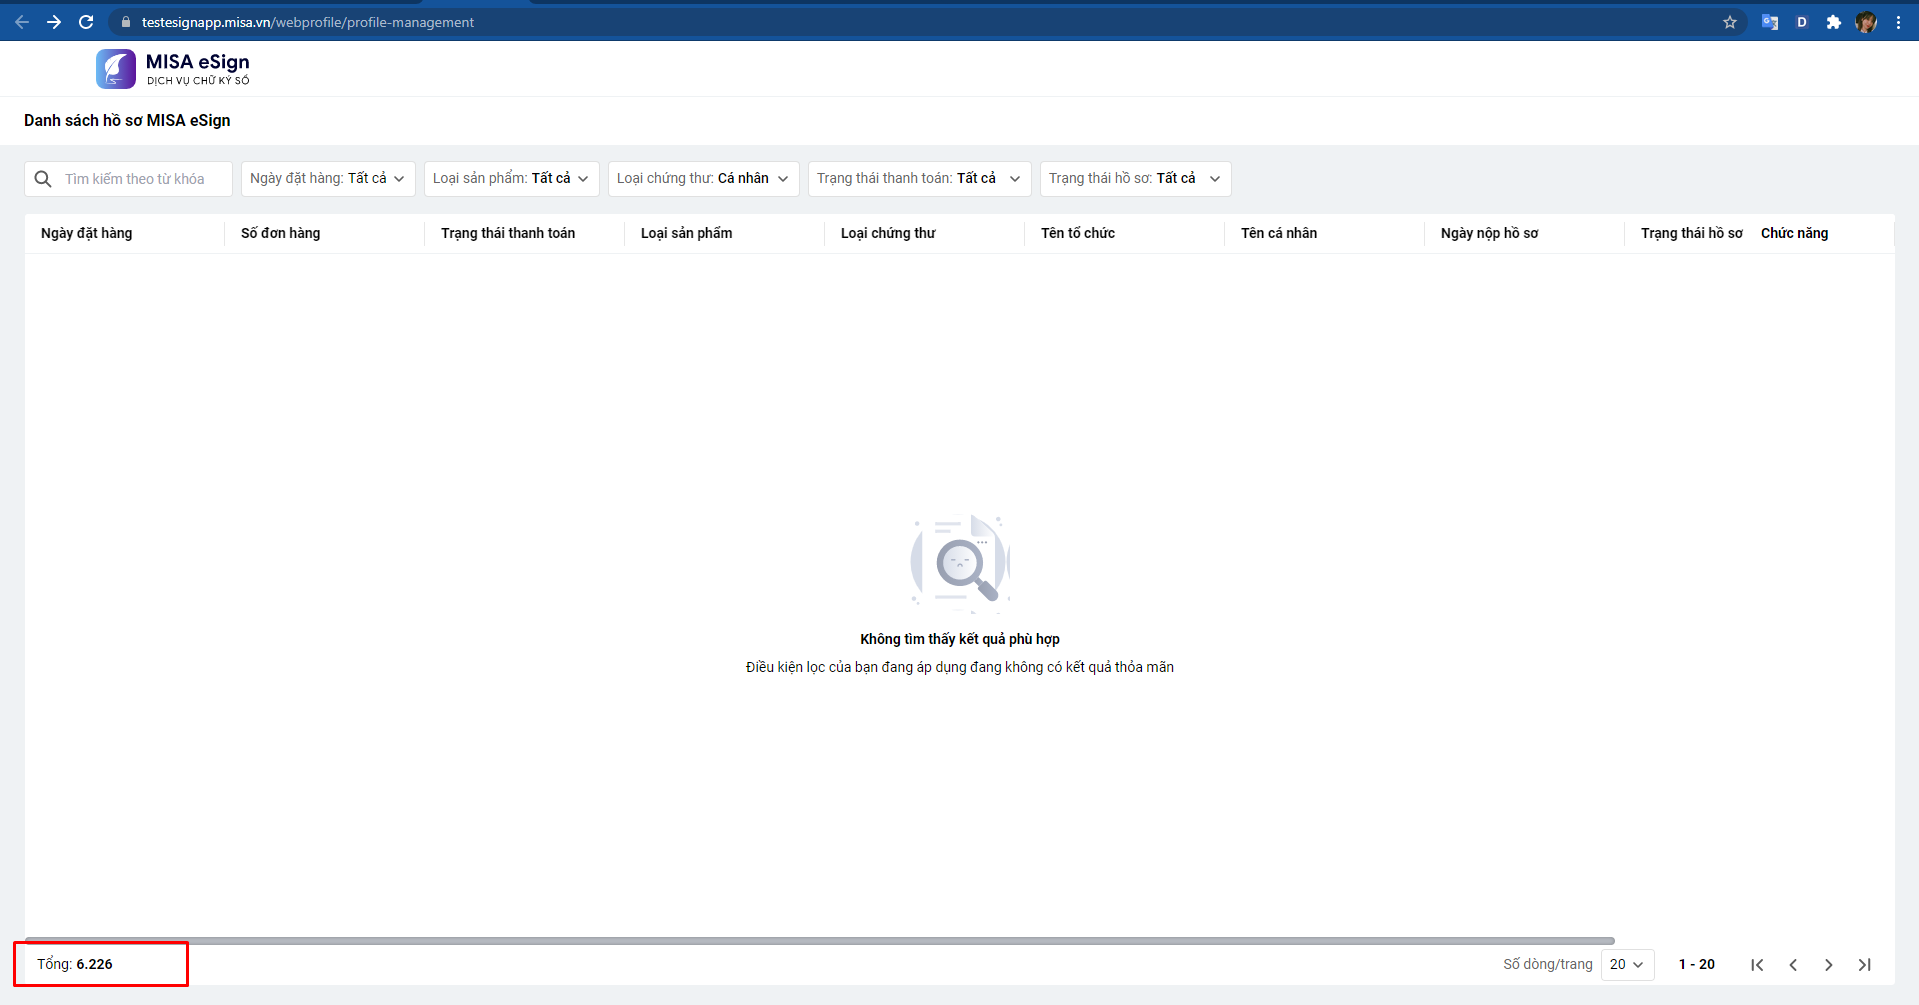 testesignapp.misa.vn/webprofile/profile-management
D
MISA eSign
DỊCH VỤ CHỮ KÝ SỐ
Danh sách hồ sơ MISA eSign
Tìm kiếm theo từ khóa
Ngày đặt hàng: Tất cả
Loại sản phẩm: Tất cả
Loại chứng thư: Cá nhân
Trạng thái thanh toán: Tất cả
Trạng thái hồ sơ: Tất cả
Ngày đặt hàng
Số đơn hàng
Trạng thái thanh toán
Loại sản phẩm
Loại chứng thư
Tên tổ chức
Tên cá nhân
Ngày nộp hồ sơ
Trạng thái hồ sơ
Chức năng
Không tìm thấy kết quả phù hợp
Điều kiện lọc của bạn đang áp dụng đang không có kết quả thỏa mãn
Tổng: 6.226
Số dòng/trang
20
1 - 20